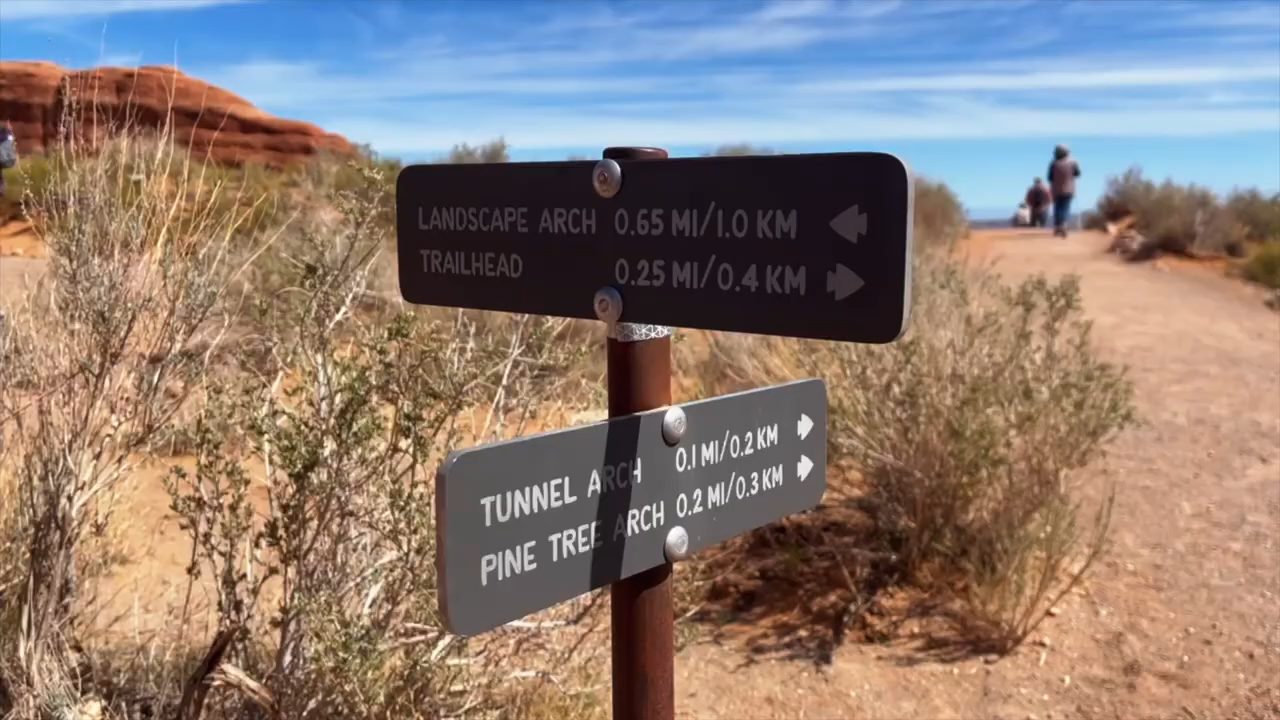 LANDSCAPE ARCH 0.65 MI/1.0 KM
TRAILHEAD 0.25 MI/0.4 KM
TUNNEL ARCH 0.1 MI/0.2 KM
PINE TREE ARCH 0.2 MI/0.3 KM